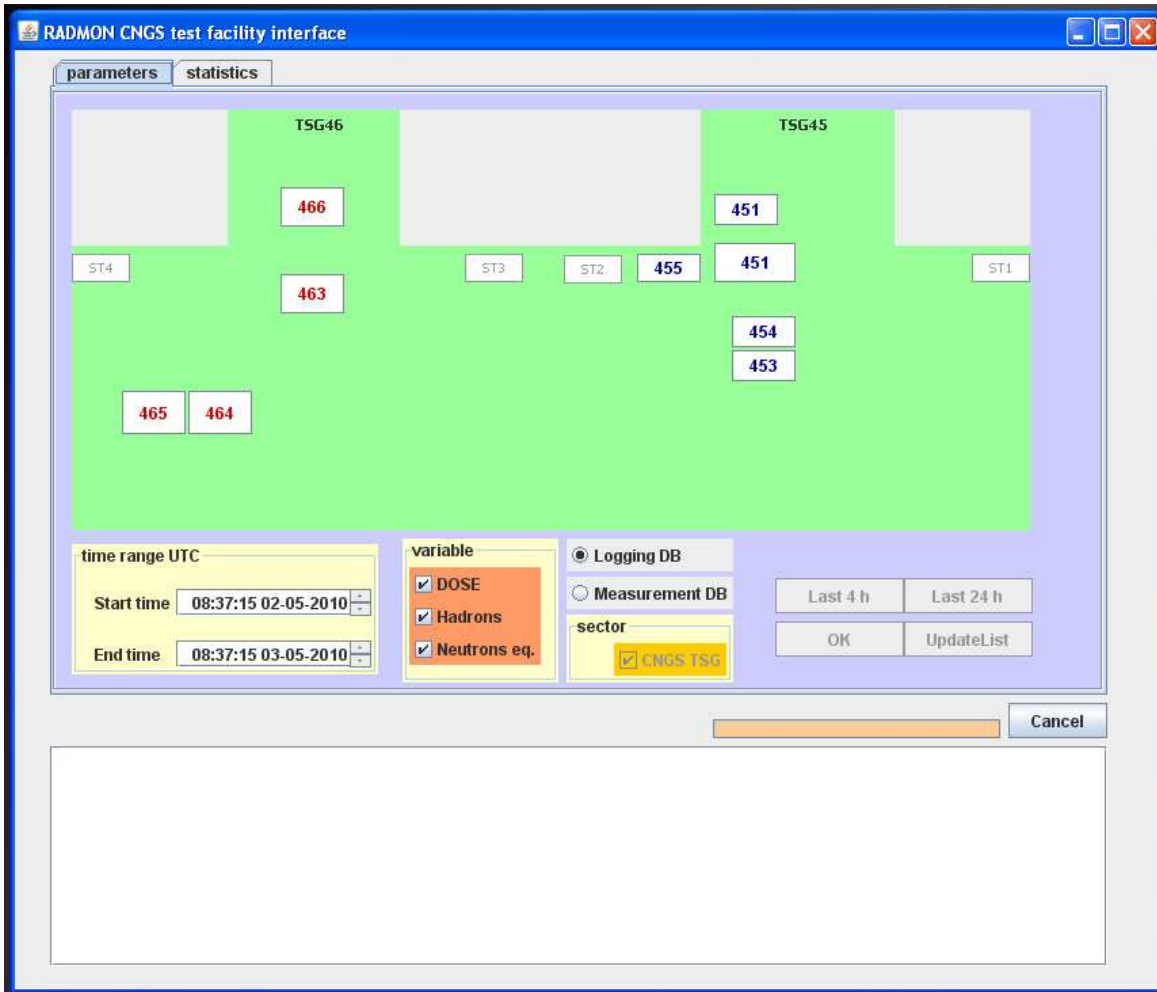 RADMON CNGS test facility interface
parameters statistics
TSG46 TSG45
466 451
ST4 ST3 ST2 455 451 ST1
463
454
453
465 464
time range UTC
Start time 08:37:15 02-05-2010
End time 08:37:15 03-05-2010
variable
DOSE
Hadrons
Neutrons eq.
Logging DB
Measurement DB
sector
CNGS TSG
Last 4 h Last 24 h
OK UpdateList
Cancel